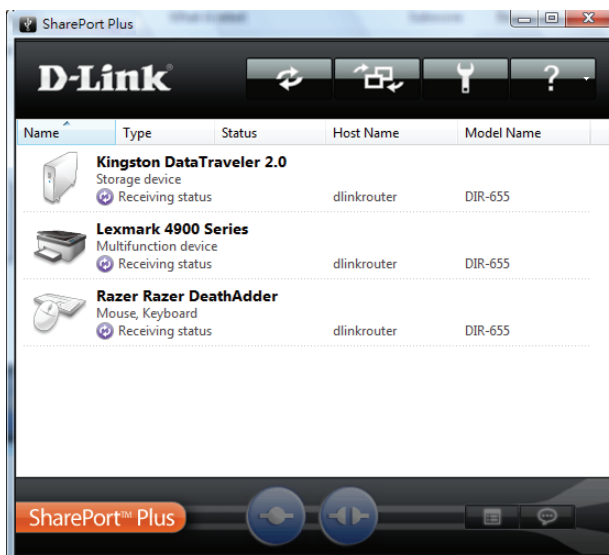 SharePort Plus
D-Link®
?
Name Type Status Host Name Model Name
Kingston DataTraveler 2.0
Storage device
Receiving status dlinkrouter DIR-655
Lexmark 4900 Series
Multifunction device
Receiving status dlinkrouter DIR-655
Razer Razer DeathAdder
Mouse, Keyboard
Receiving status dlinkrouter DIR-655
SharePort™ Plus